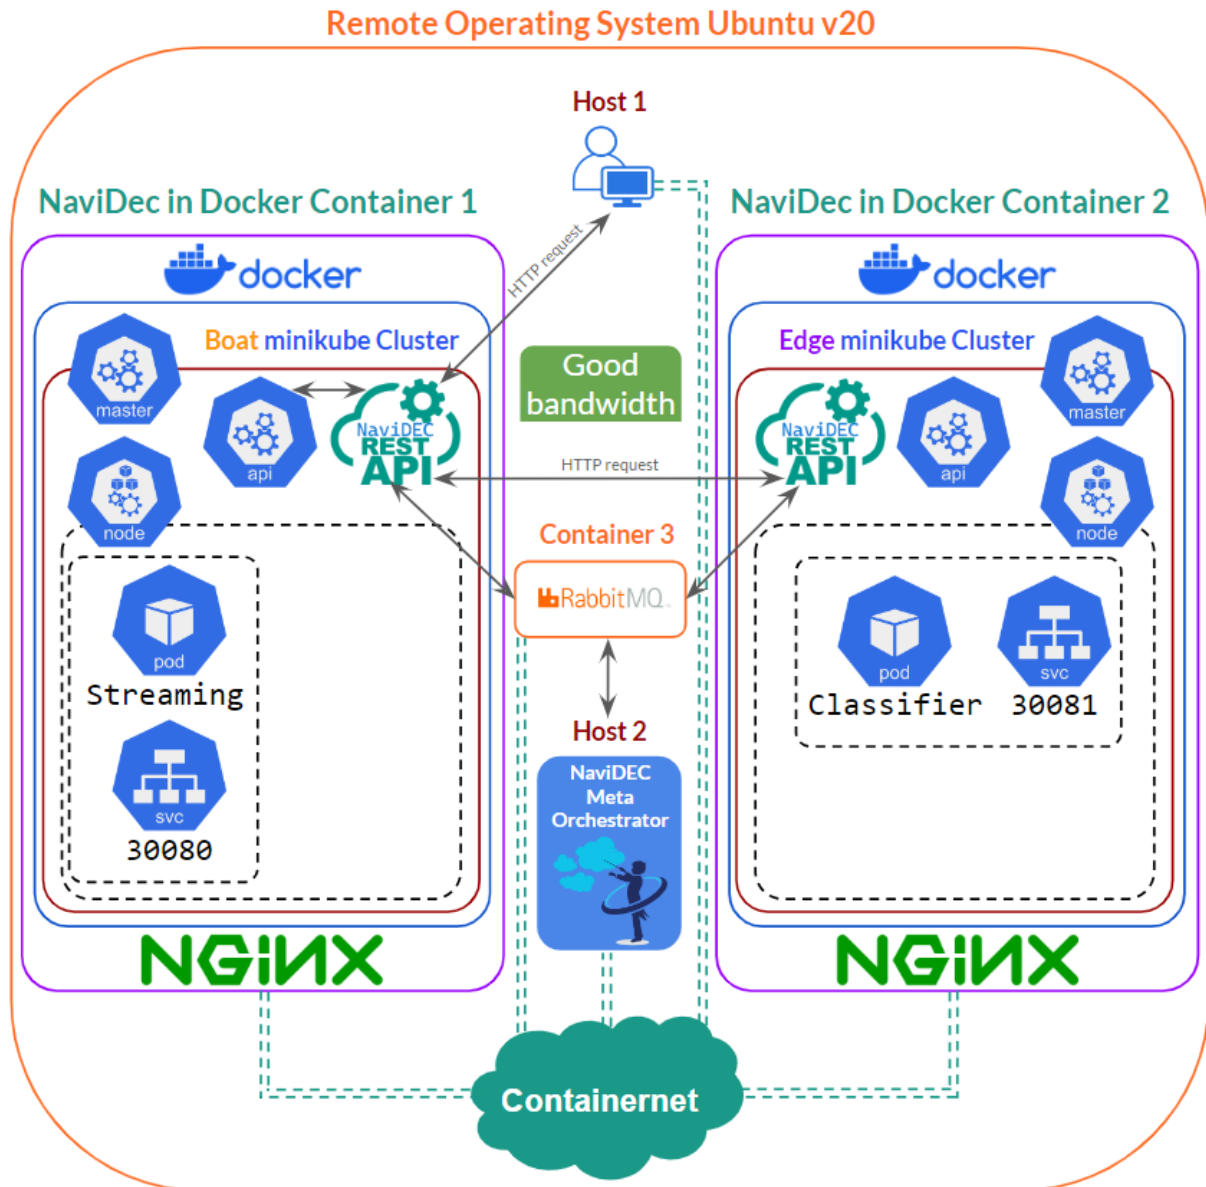 Remote Operating System Ubuntu v20
Host 1
NaviDec in Docker Container 1
NaviDec in Docker Container 2
docker
docker
HTTP request
Boat minikube Cluster
Edge minikube Cluster
master
master
Good
bandwidth
api
NaviDEC
REST
API
NaviDEC
REST
API
api
HTTP request
node
node
Container 3
RabbitMQ
pod
Streaming
pod
Classifier
svc
30081
Host 2
NaviDEC
Meta
Orchestrator
svc
30080
NGiNX
NGiNX
Containernet